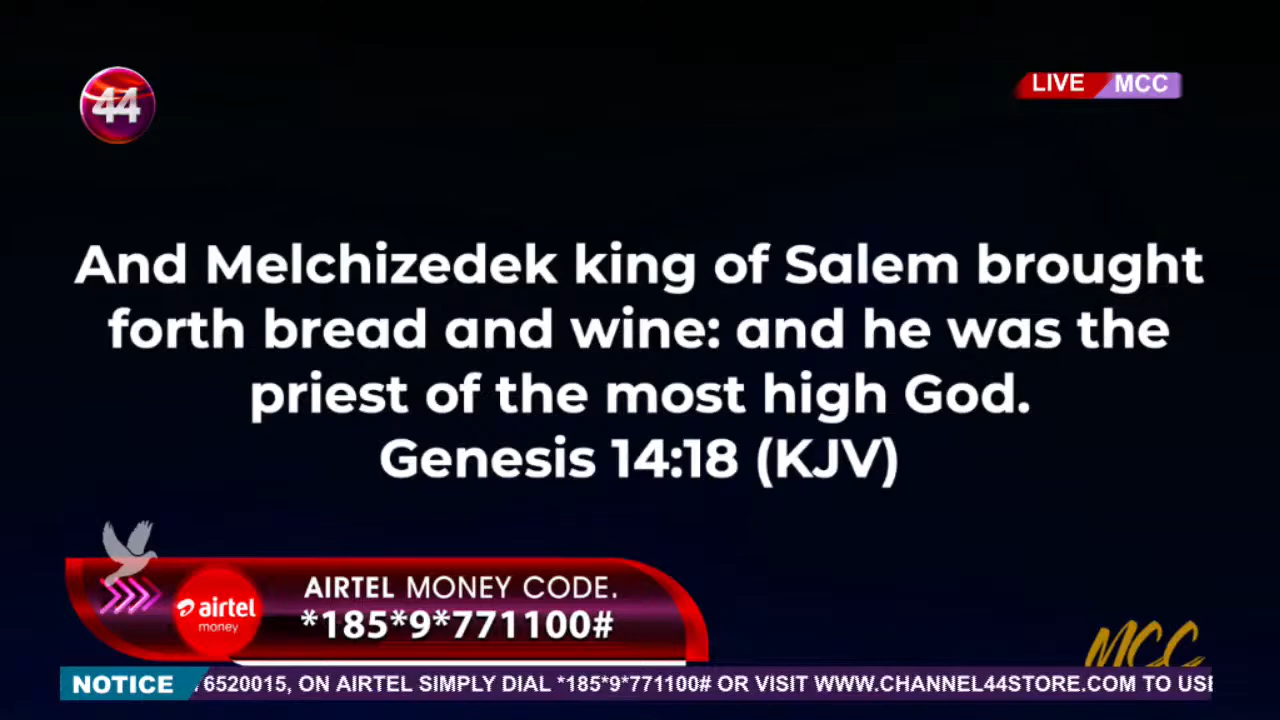 44
LIVE MCC
And Melchizedek king of Salem brought
forth bread and wine: and he was the
priest of the most high God.
Genesis 14:18 (KJV)
airtel
money
AIRTEL MONEY CODE.
*185*9*771100#
MCC
NOTICE 6520015, ON AIRTEL SIMPLY DIAL *185*9*771100# OR VISIT WWW.CHANNEL44STORE.COM TO USE